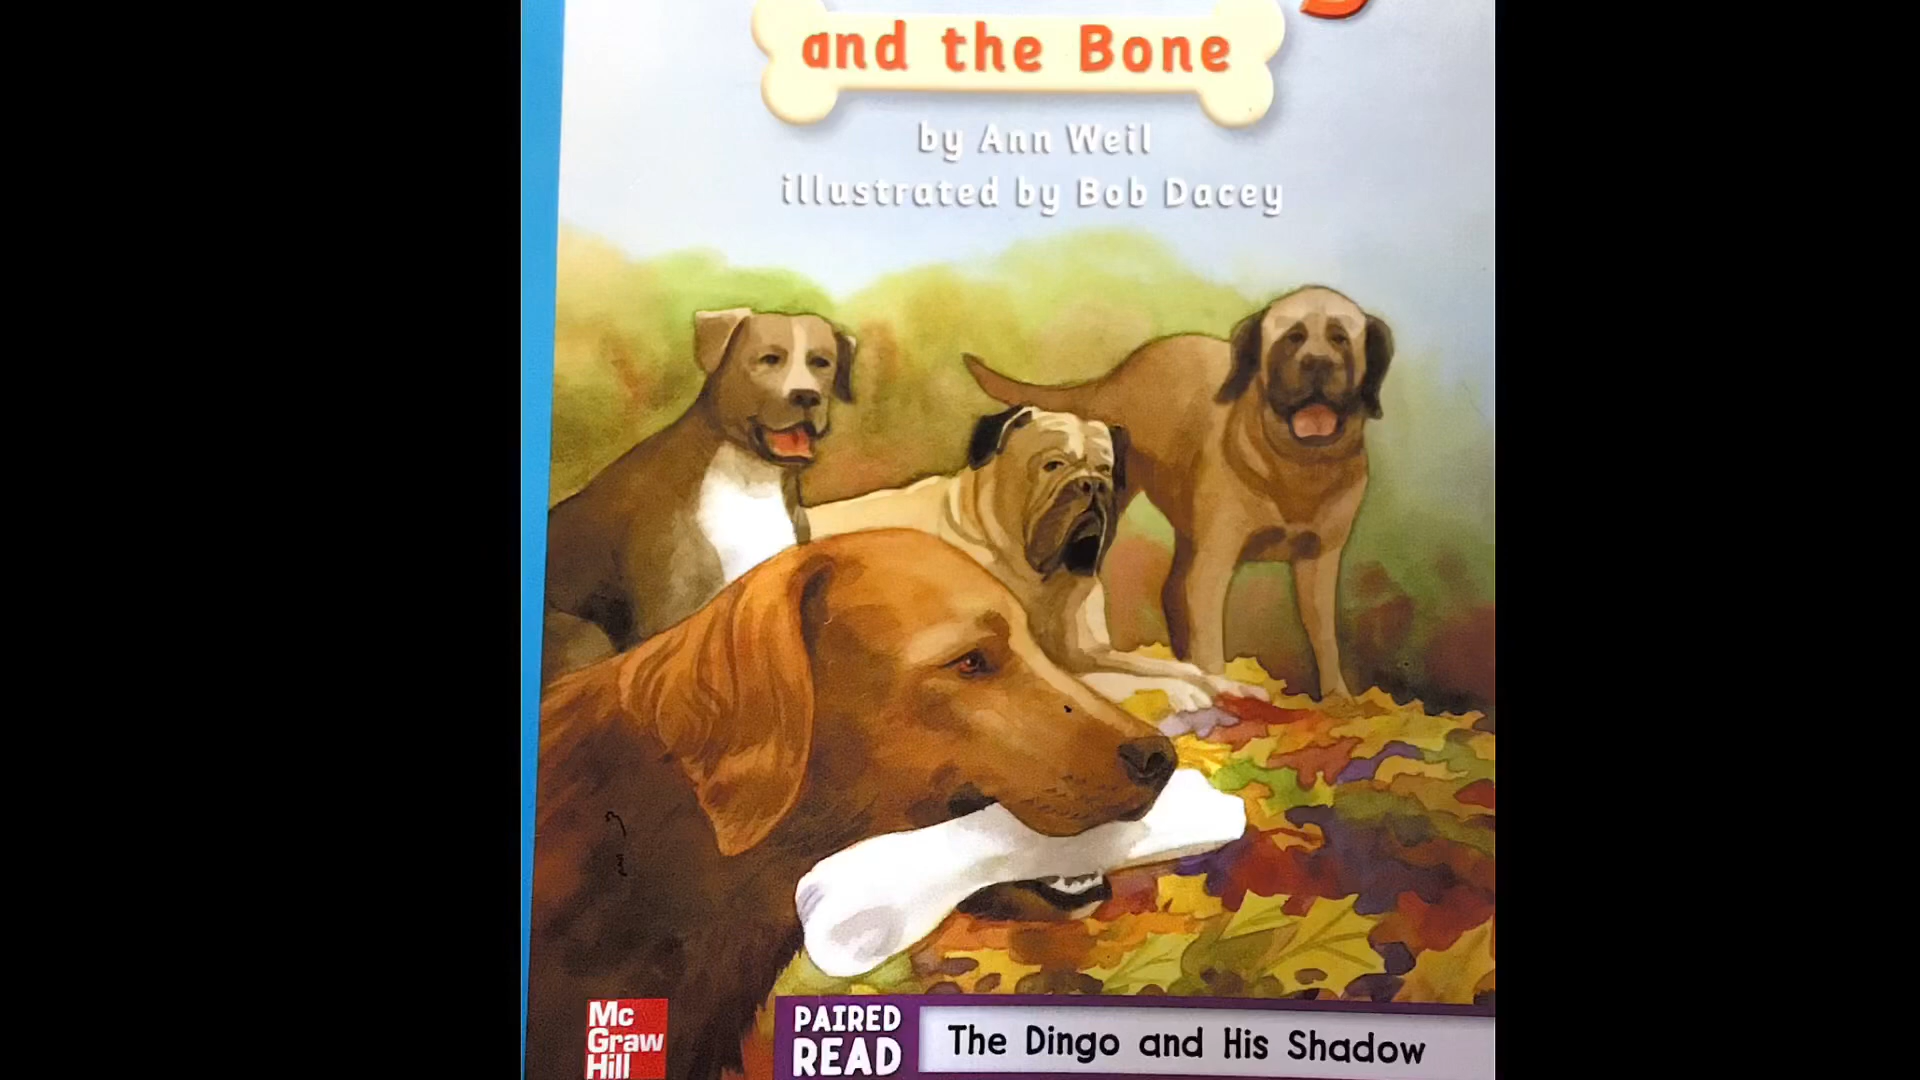 and the Bone
by Ann Weil
illustrated by Bob Dacey
Mc
Graw
Hill
PAIRED
READ
The Dingo and His Shadow